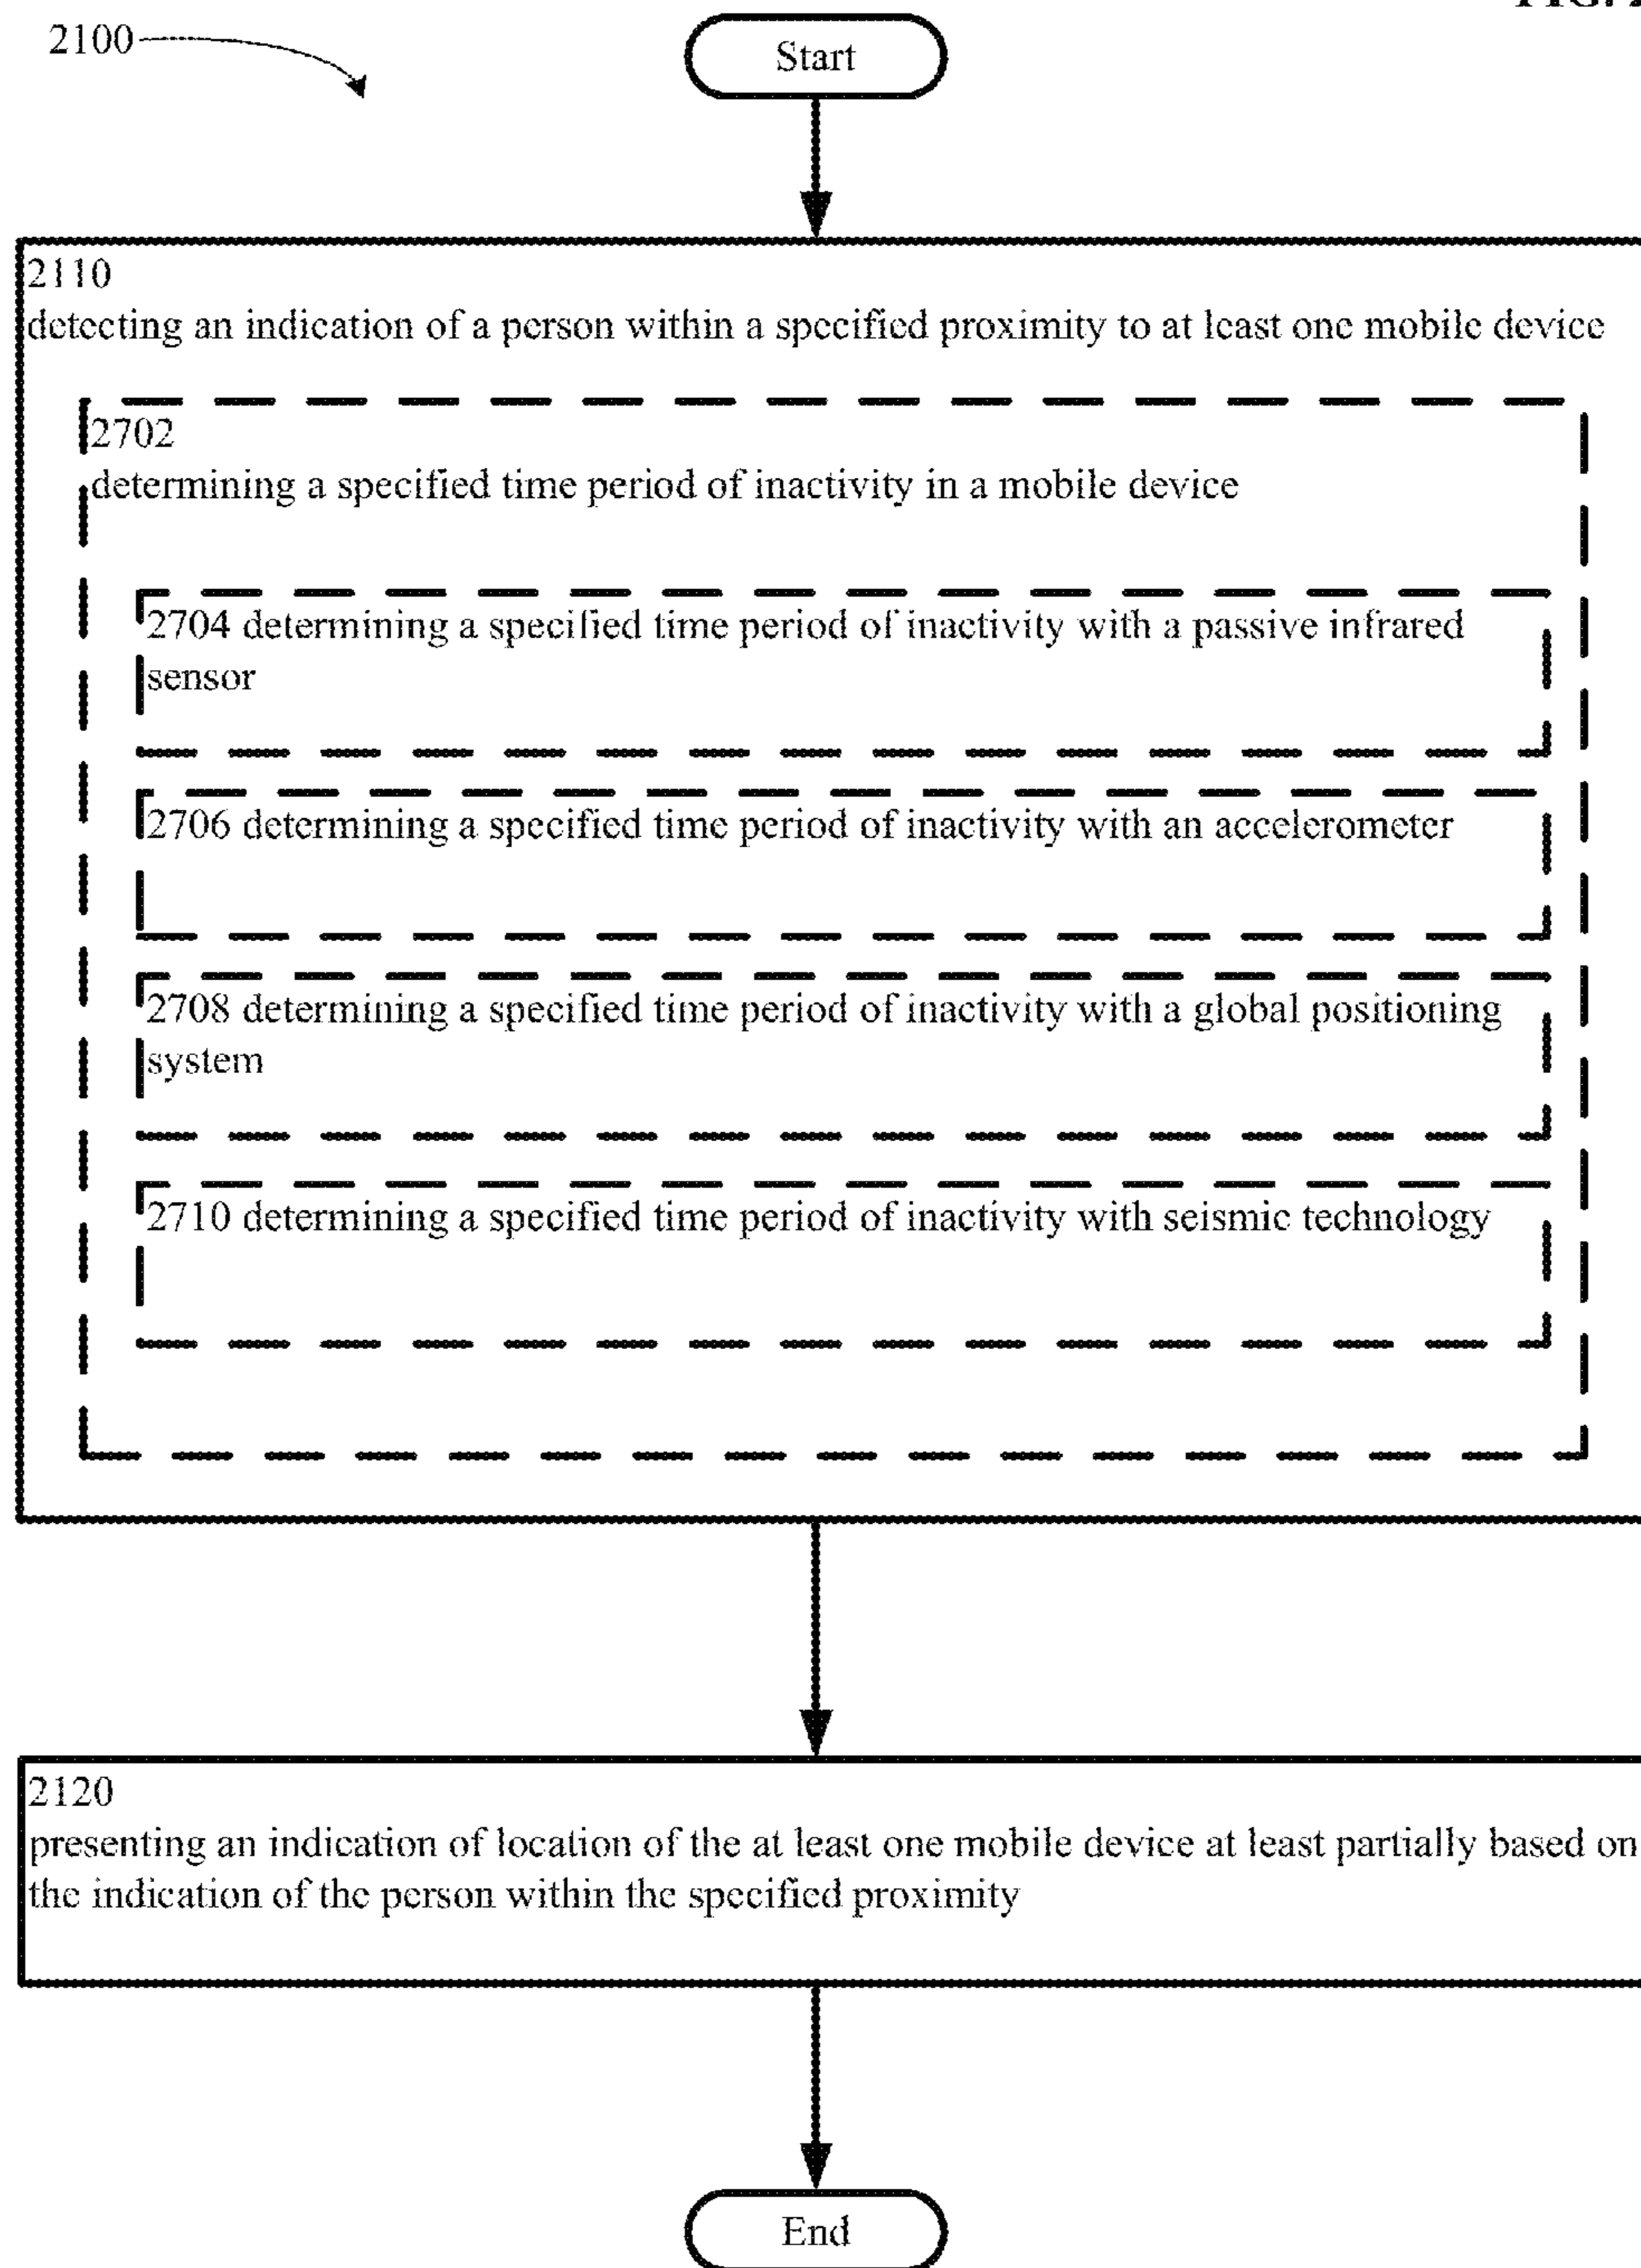 2100
Start
2110
detecting an indication of a person within a specified proximity to at least one mobile device
2702
determining a specified time period of inactivity in a mobile device
2704 determining a specified time period of inactivity with a passive infrared
sensor
2706 determining a specified time period of inactivity with an accelerometer
2708 determining a specified time period of inactivity with a global positioning
system
2710 determining a specified time period of inactivity with seismic technology
2120
presenting an indication of location of the at least one mobile device at least partially based on
the indication of the person within the specified proximity
End